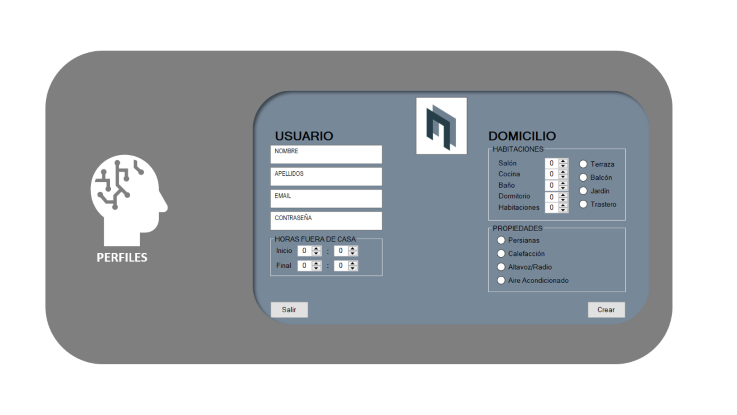 PERFILES
USUARIO
NOMBRE
APELLIDOS
EMAIL
CONTRASEÑA
HORAS FUERA DE CASA
Inicio 0 : 0
Final 0 : 0
Salir
DOMICILIO
HABITACIONES
Salón 0
Cocina 0
Baño 0
Dormitorio 0
Habitaciones 0
Terraza
Balcón
Jardín
Trastero
PROPIEDADES
Persianas
Calefacción
Altavoz/Radio
Aire Acondicionado
Crear